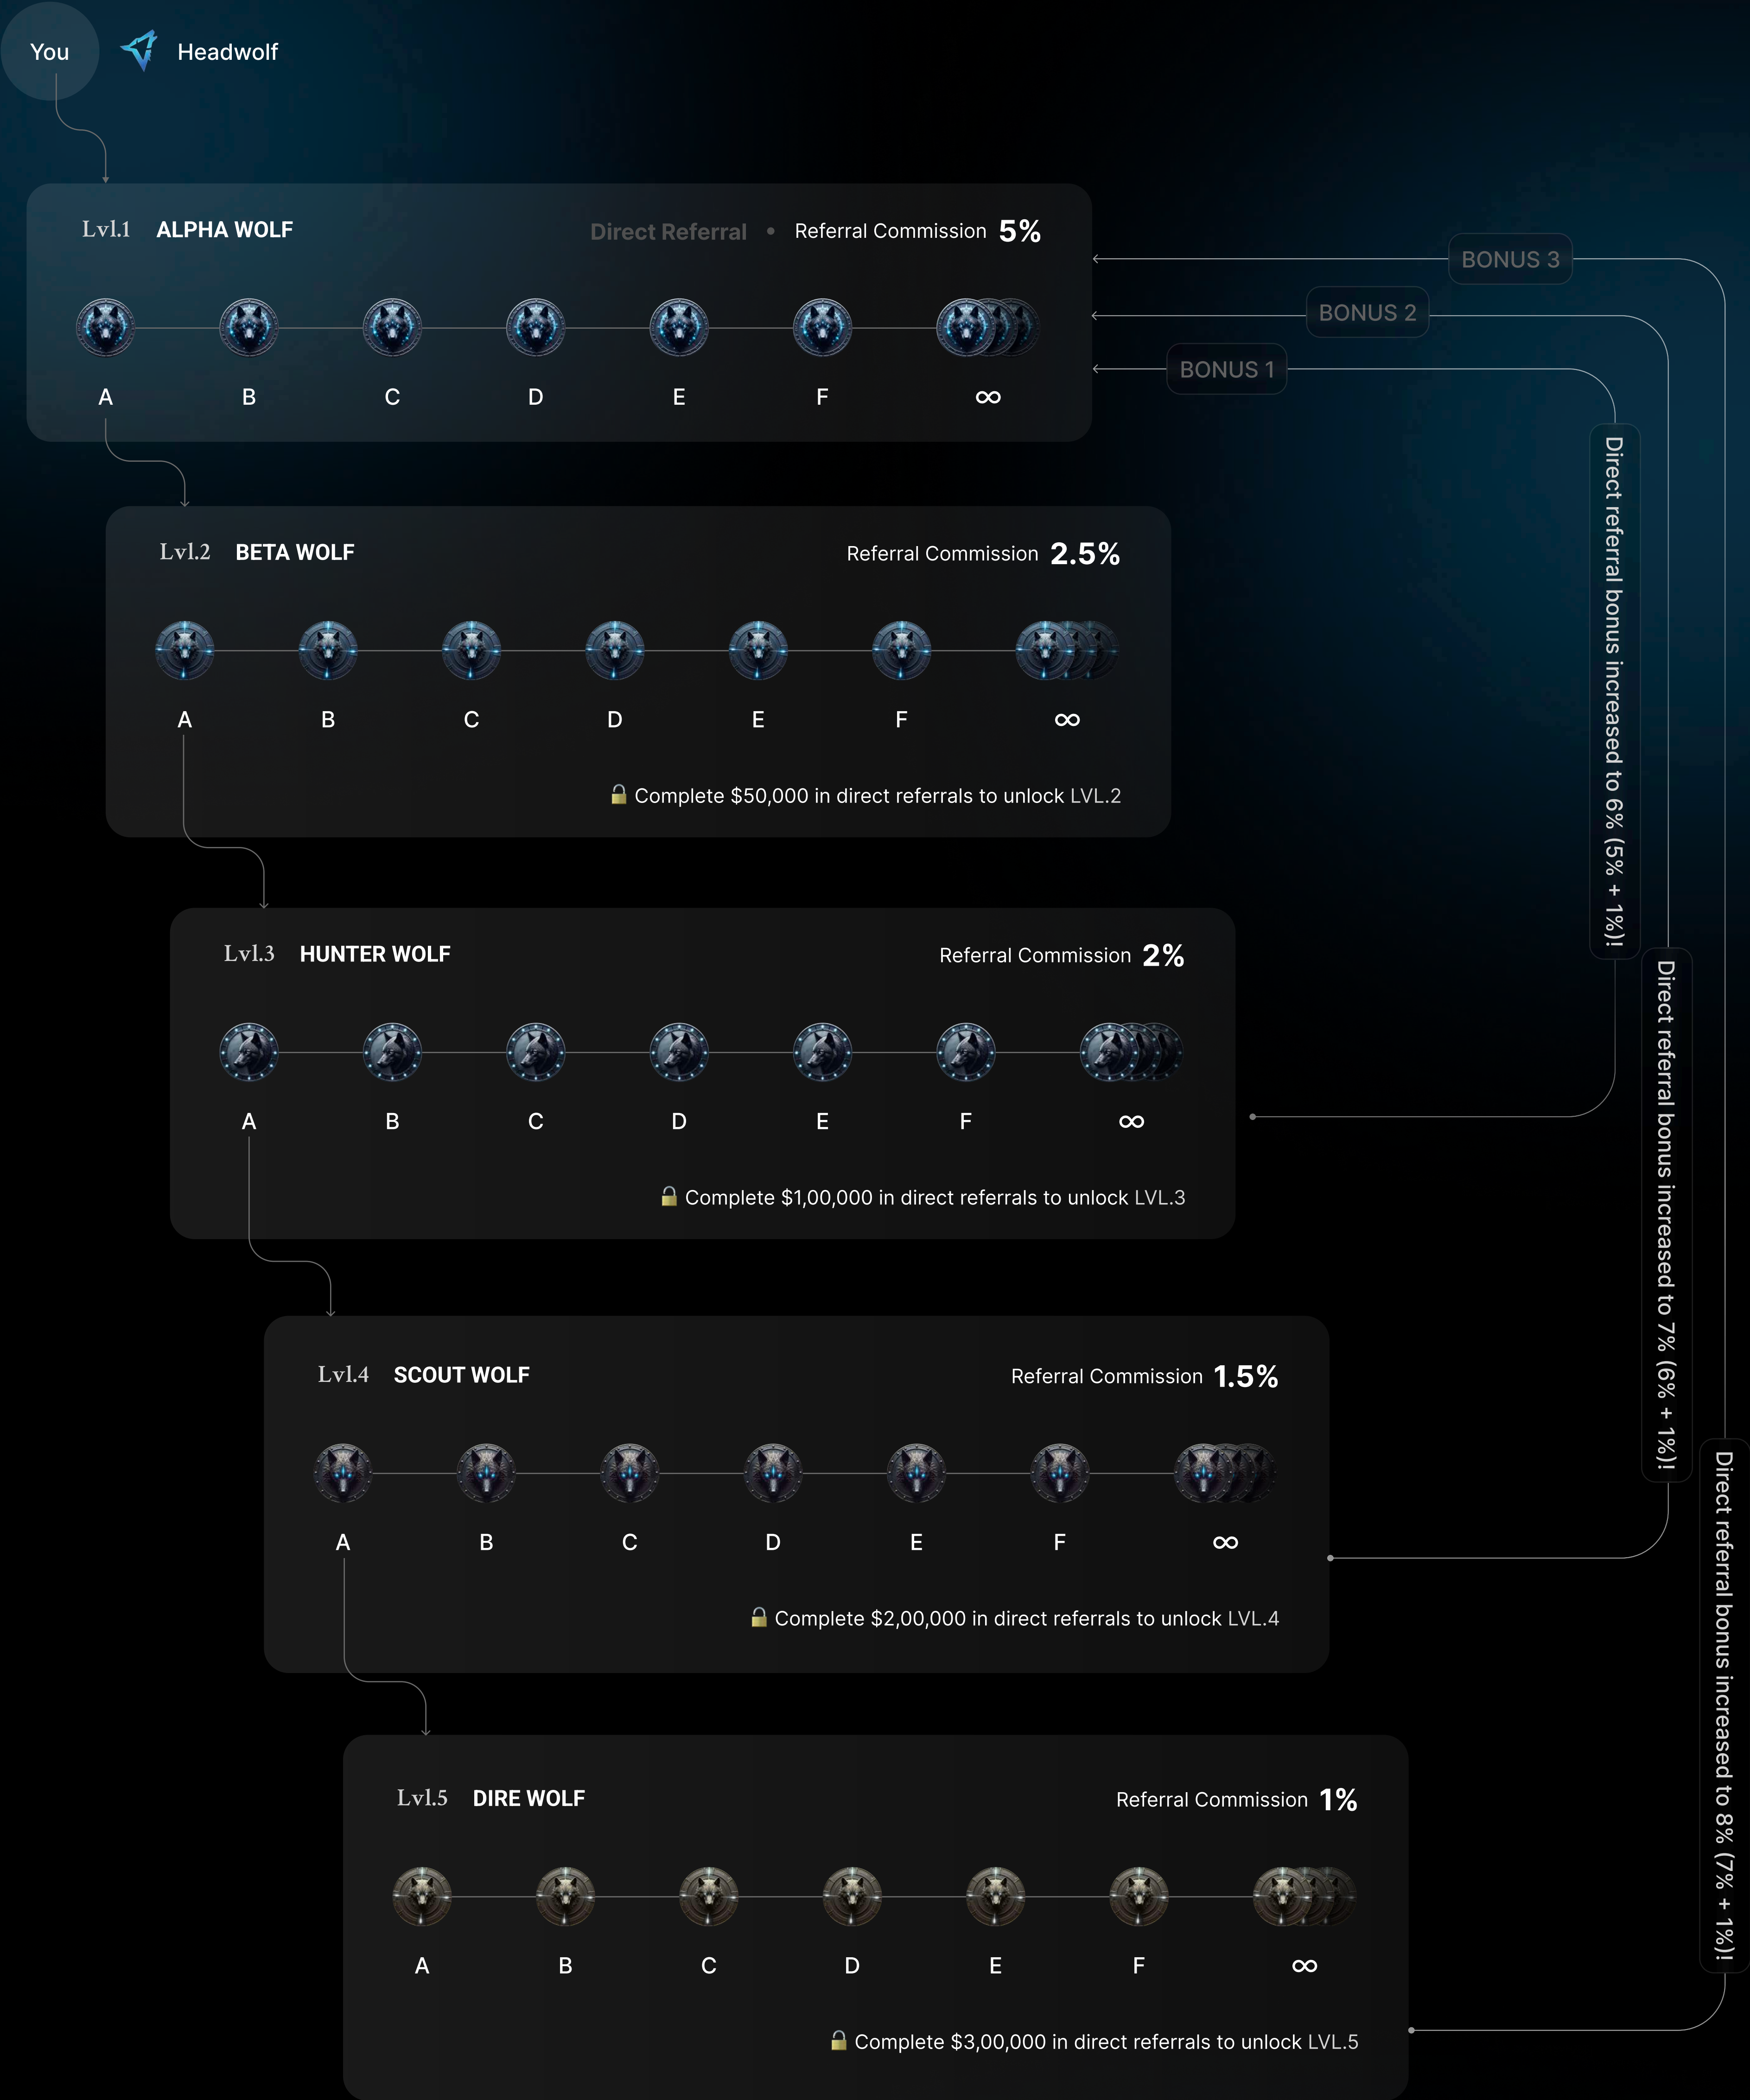 You
Headwolf
Lvl.1 ALPHA WOLF Direct Referral • Referral Commission 5%
A B C D E F ∞
BONUS 3
BONUS 2
BONUS 1
Lvl.2 BETA WOLF Referral Commission 2.5%
A B C D E F ∞
🔒 Complete $50,000 in direct referrals to unlock LVL.2
Direct referral bonus increased to 6% (5% + 1%)!
Lvl.3 HUNTER WOLF Referral Commission 2%
A B C D E F ∞
🔒 Complete $1,00,000 in direct referrals to unlock LVL.3
Direct referral bonus increased to 7% (6% + 1%)!
Lvl.4 SCOUT WOLF Referral Commission 1.5%
A B C D E F ∞
🔒 Complete $2,00,000 in direct referrals to unlock LVL.4
Direct referral bonus increased to 8% (7% + 1%)!
Lvl.5 DIRE WOLF Referral Commission 1%
A B C D E F ∞
🔒 Complete $3,00,000 in direct referrals to unlock LVL.5